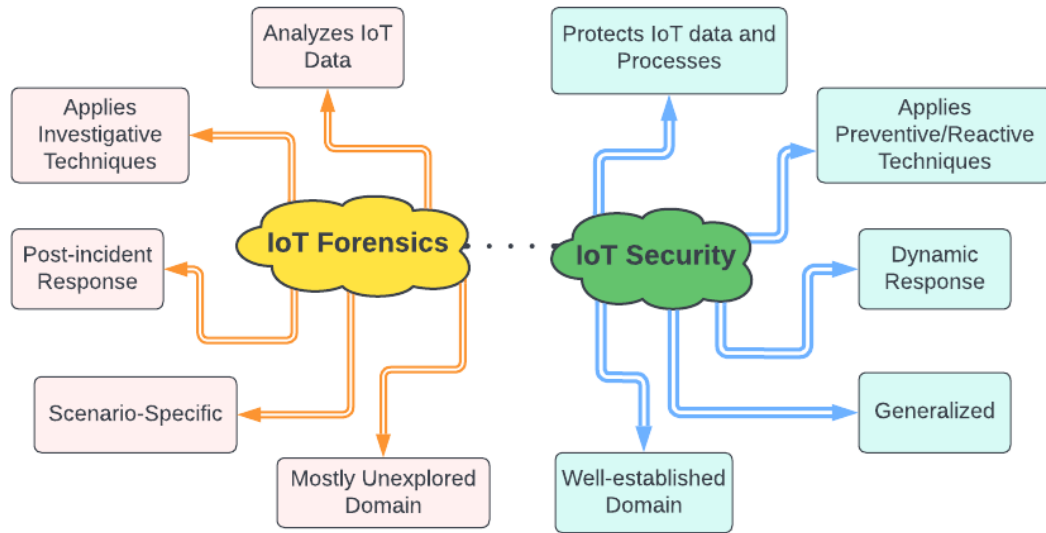 Analyzes IoT
Data
Applies
Investigative
Techniques
IoT Forensics
Post-incident
Response
Scenario-Specific
Mostly Unexplored
Domain
Protects IoT data and
Processes
Applies
Preventive/Reactive
Techniques
IoT Security
Dynamic
Response
Generalized
Well-established
Domain